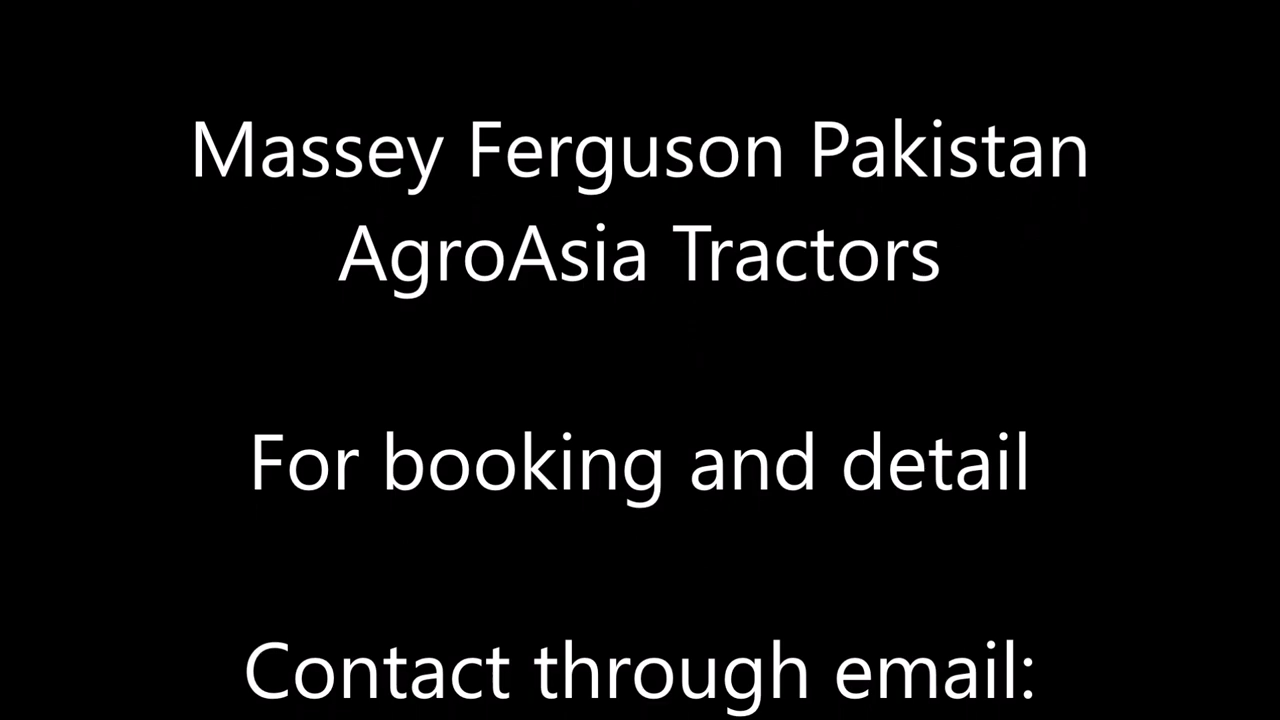 Massey Ferguson Pakistan
AgroAsia Tractors
For booking and detail
Contact through email: